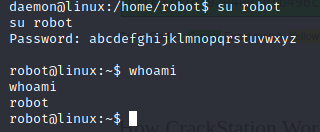 daemon@linux:/home/robot$ su robot
su robot
Password: abcdefghijklmnopqrstuvwxyz
robot@linux:~$ whoami
whoami
robot
robot@linux:~$